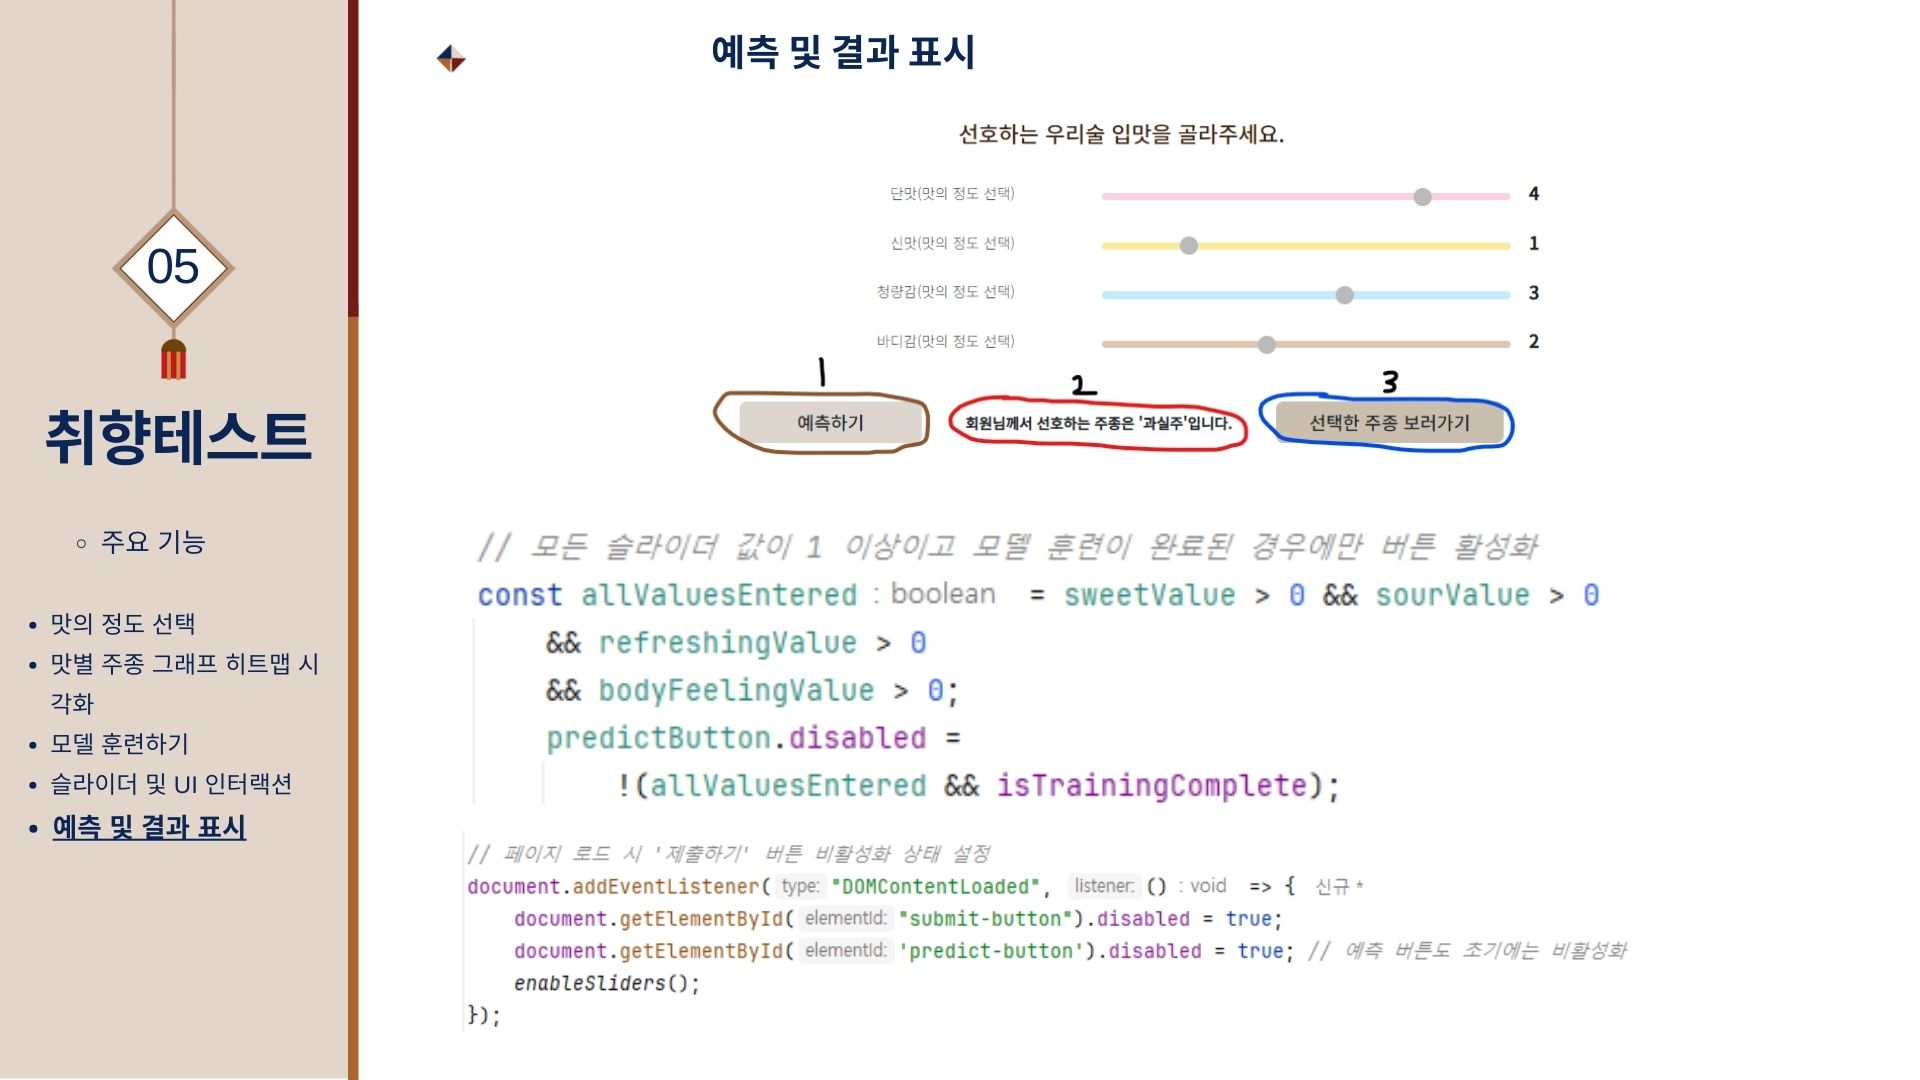 05
취향테스트
주요 기능
맛의 정도 선택
맛별 주종 그래프 히트맵 시
각화
모델 훈련하기
슬라이더 및 UI 인터랙션
예측 및 결과 표시
예측 및 결과 표시
선호하는 우리술 입맛을 골라주세요.
단맛(맛의 정도 선택) 4
신맛(맛의 정도 선택) 1
청량감(맛의 정도 선택) 3
바디감(맛의 정도 선택) 2
1 2 3
예측하기 회원님께서 선호하는 주종은 '과실주'입니다. 선택한 주종 보러가기
// 모든 슬라이더 값이 1 이상이고 모델 훈련이 완료된 경우에만 버튼 활성화
const allValuesEntered : boolean = sweetValue > 0 && sourValue > 0
&& refreshingValue > 0
&& bodyFeelingValue > 0;
predictButton.disabled =
!(allValuesEntered && isTrainingComplete);
// 페이지 로드 시 '제출하기' 버튼 비활성화 상태 설정
document.addEventListener( type: "DOMContentLoaded", listener: () : void => { 신규 *
document.getElementById( elementId: "submit-button").disabled = true;
document.getElementById( elementId: 'predict-button').disabled = true; // 예측 버튼도 초기에는 비활성화
enableSliders();
});